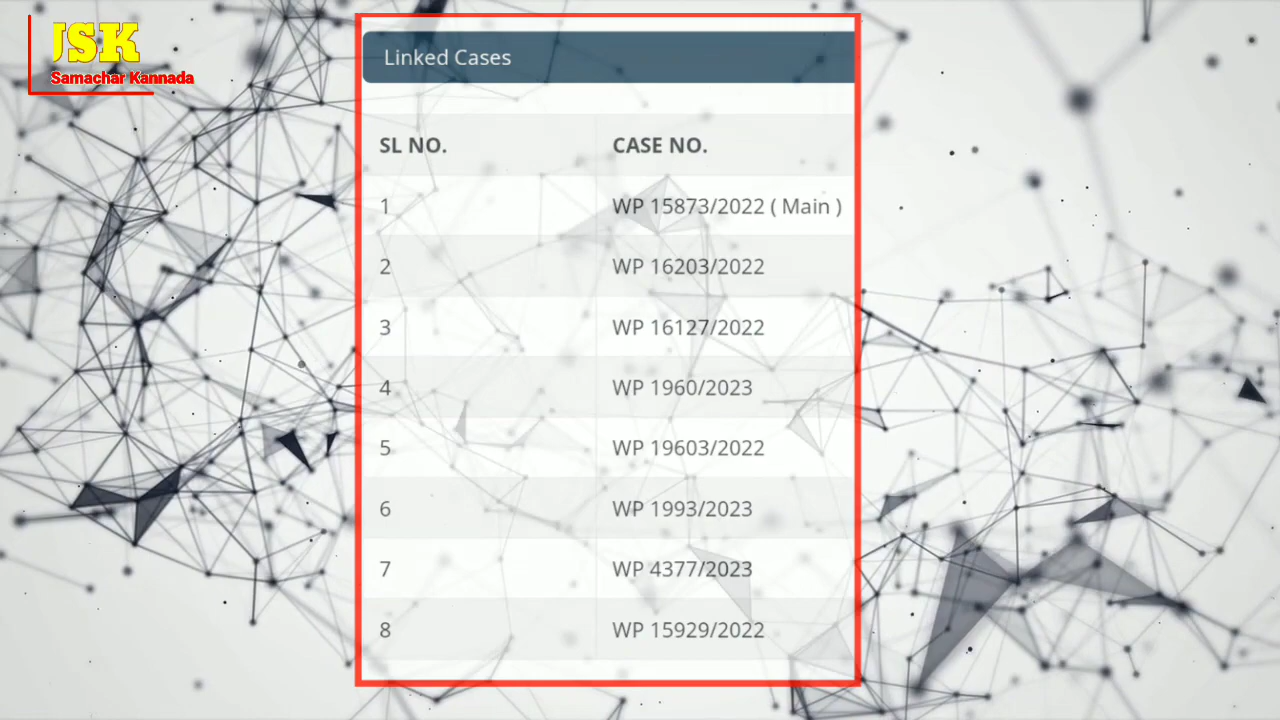 JSK
Samachar Kannada
Linked Cases
SL NO. CASE NO.
1 WP 15873/2022 ( Main )
2 WP 16203/2022
3 WP 16127/2022
4 WP 1960/2023
5 WP 19603/2022
6 WP 1993/2023
7 WP 4377/2023
8 WP 15929/2022